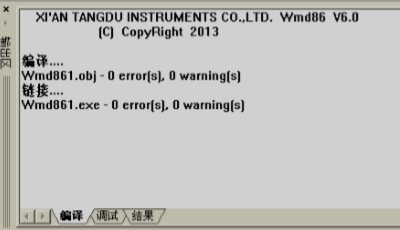 XI'AN TANGDU INSTRUMENTS CO.,LTD. Wmd86 V6.0
(C) CopyRight 2013
编译....
Wmd861.obj - 0 error(s), 0 warning(s)
链接....
Wmd861.exe - 0 error(s), 0 warning(s)
编译 调试 结果